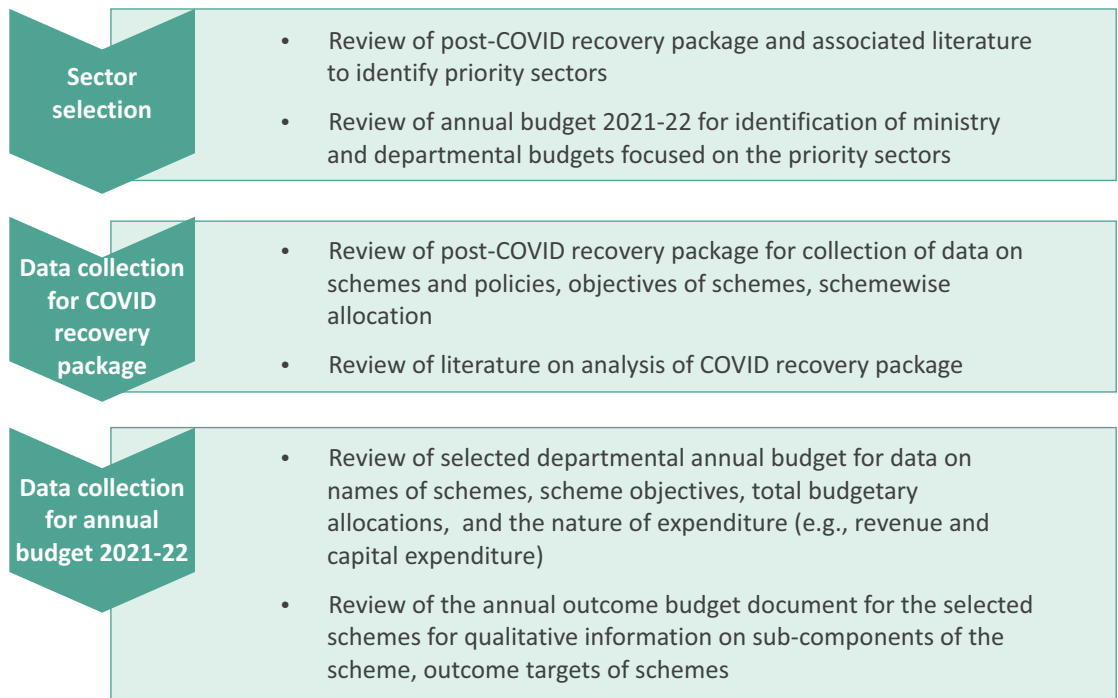 Sector
selection
• Review of post-COVID recovery package and associated literature
to identify priority sectors
• Review of annual budget 2021-22 for identification of ministry
and departmental budgets focused on the priority sectors
Data collection
for COVID
recovery
package
• Review of post-COVID recovery package for collection of data on
schemes and policies, objectives of schemes, schemewise
allocation
• Review of literature on analysis of COVID recovery package
Data collection
for annual
budget 2021-22
• Review of selected departmental annual budget for data on
names of schemes, scheme objectives, total budgetary
allocations, and the nature of expenditure (e.g., revenue and
capital expenditure)
• Review of the annual outcome budget document for the selected
schemes for qualitative information on sub-components of the
scheme, outcome targets of schemes